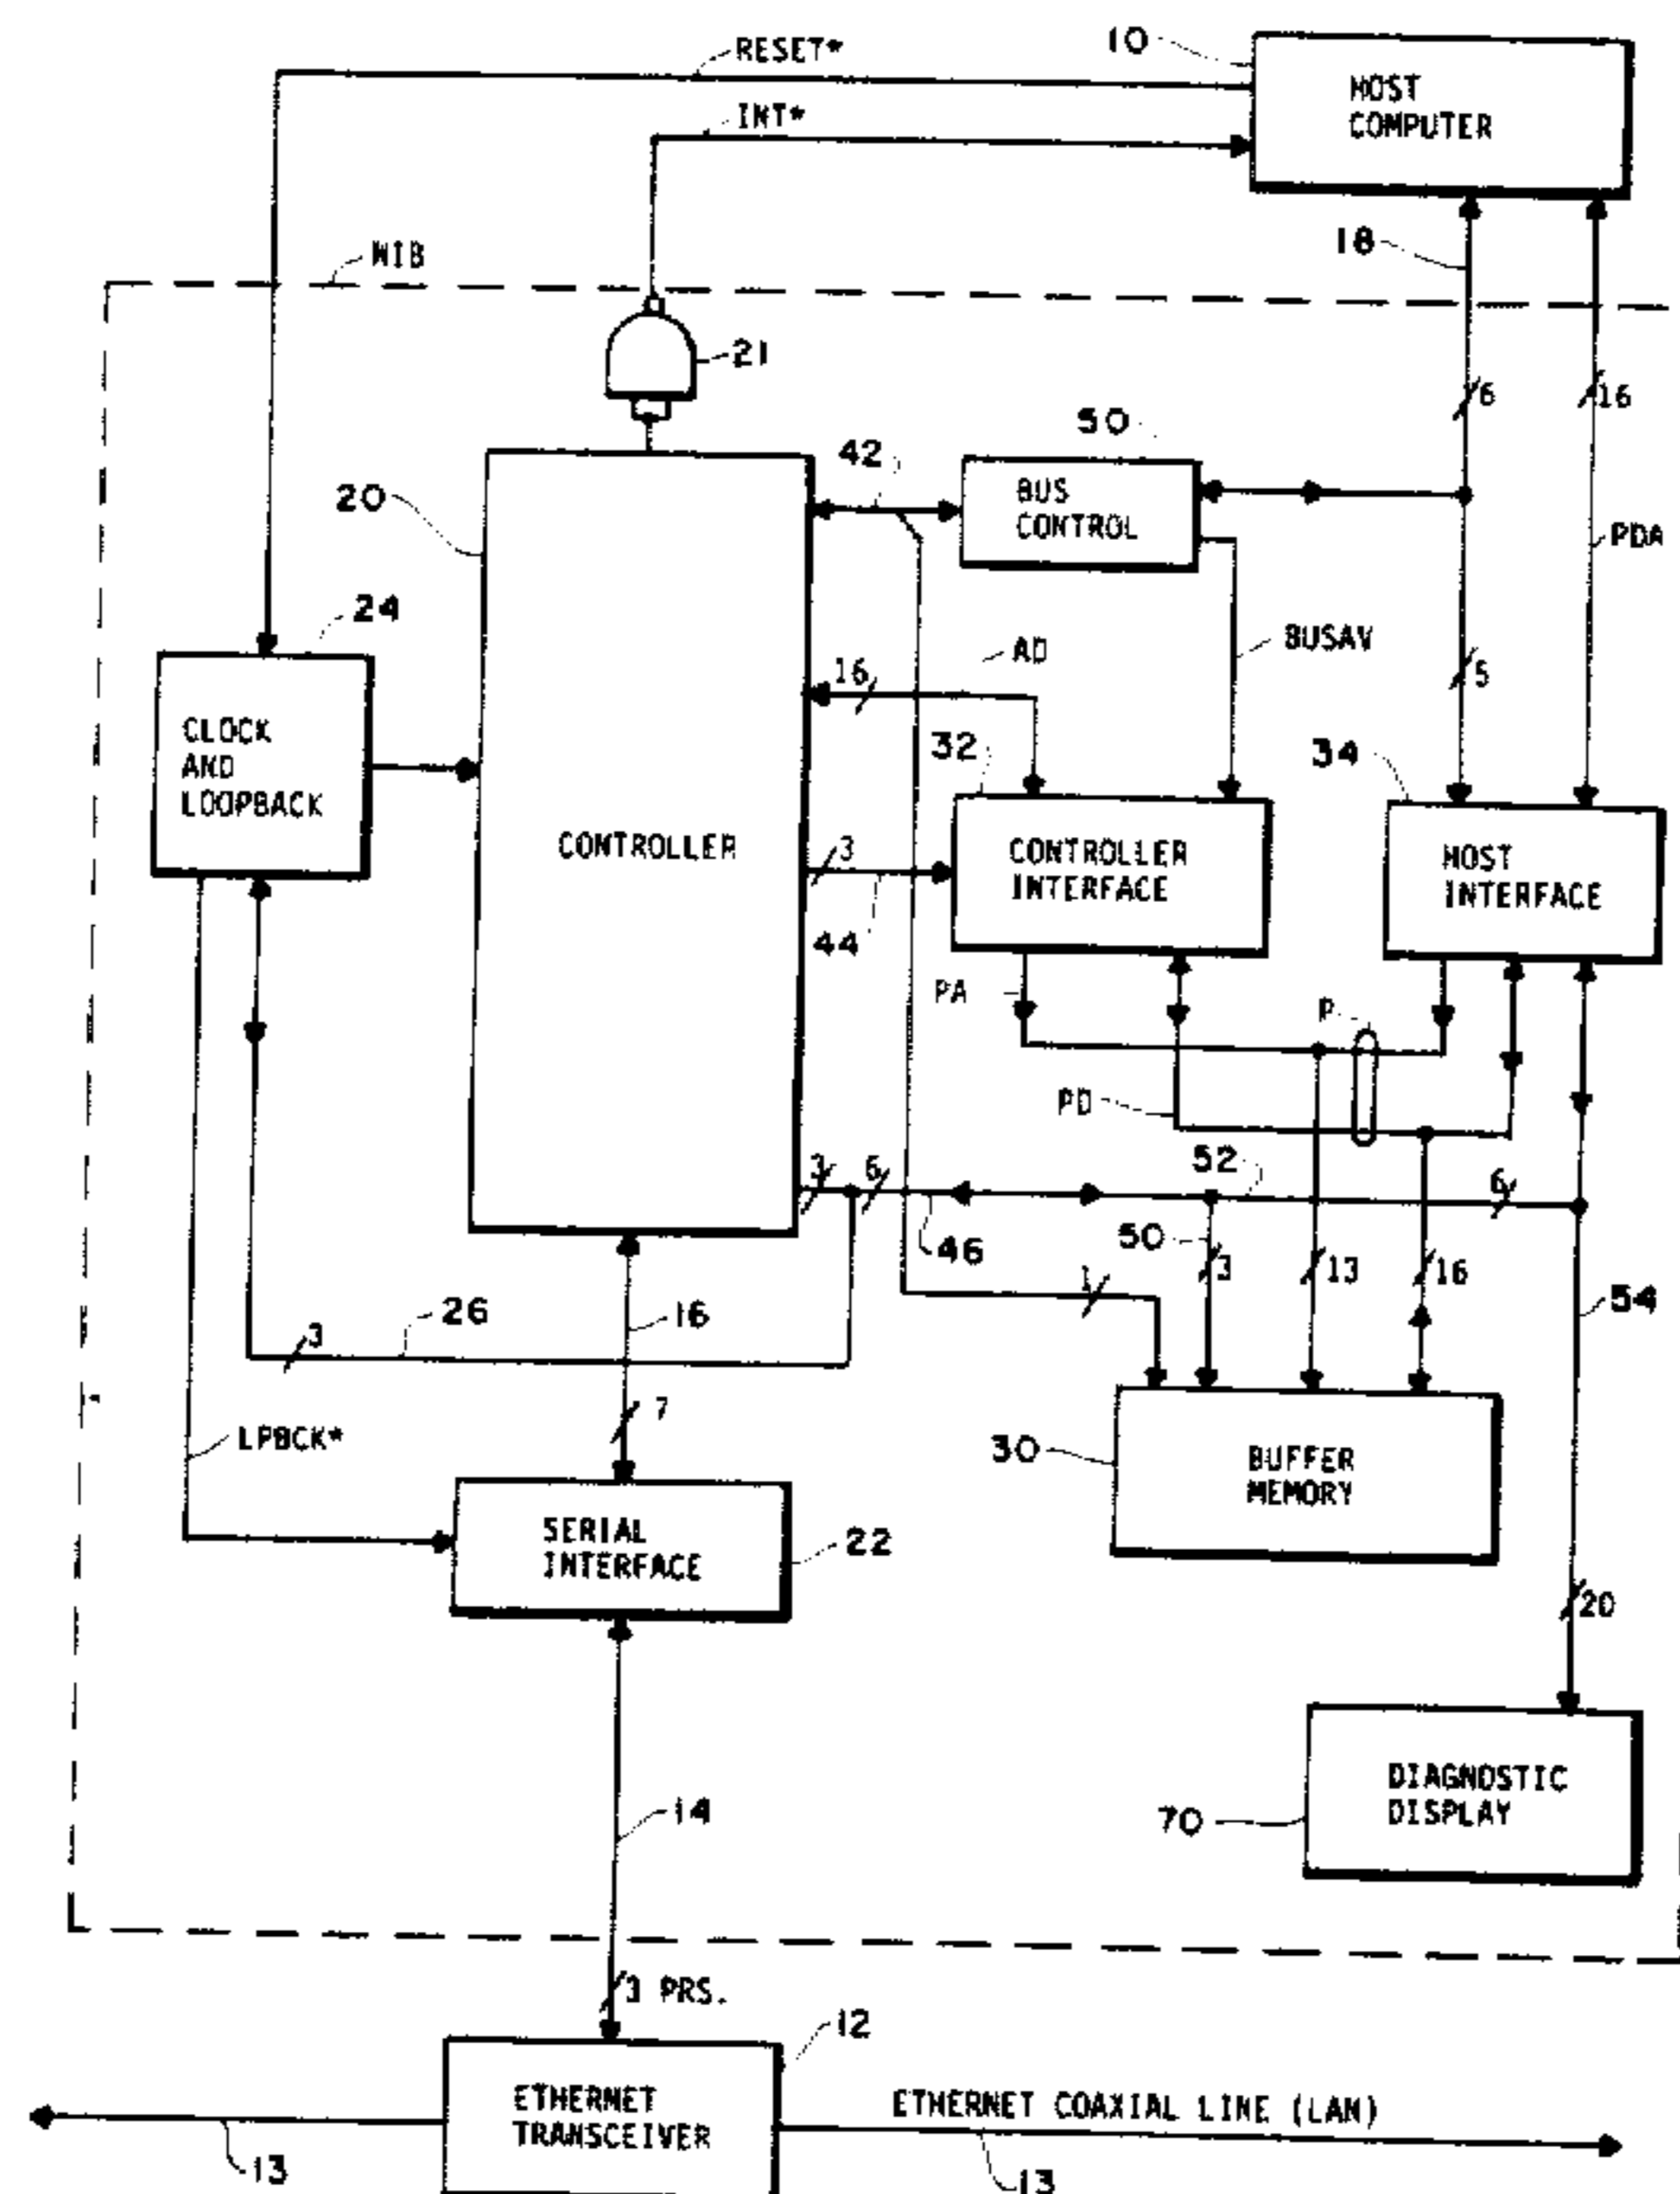 RESET*
10
HOST
COMPUTER
INT*
18
NIB
21
6
16
50
42
BUS
CONTROL
20
PDA
24
AD
BUSAV
16
5
CLOCK
AND
LOOPBACK
32
34
CONTROLLER
3
CONTROLLER
INTERFACE
HOST
INTERFACE
44
PA
P
PD
3
6
52
6
50
46
3
13
16
1
54
26
16
3
7
LPBCK*
30
BUFFER
MEMORY
SERIAL
INTERFACE
22
20
DIAGNOSTIC
DISPLAY
14
70
3 PRS.
12
ETHERNET
TRANSCEIVER
ETHERNET COAXIAL LINE (LAN)
13
13